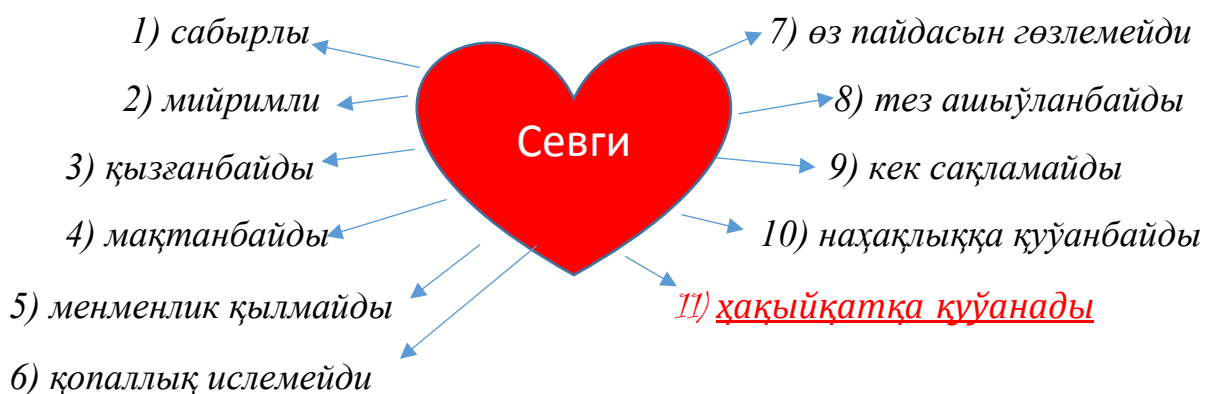 1) сабырлы
2) мийримли
3) қызғанбайды
4) мақтанбайды
5) менменлик қылмайды
6) қопаллық ислемейди
Севги
7) өз пайдасын гөзлемейди
8) тез ашыўланбайды
9) кек сақламайды
10) наҳақлыққа қуўанбайды
11) ҳақыйқатқа қуўанады